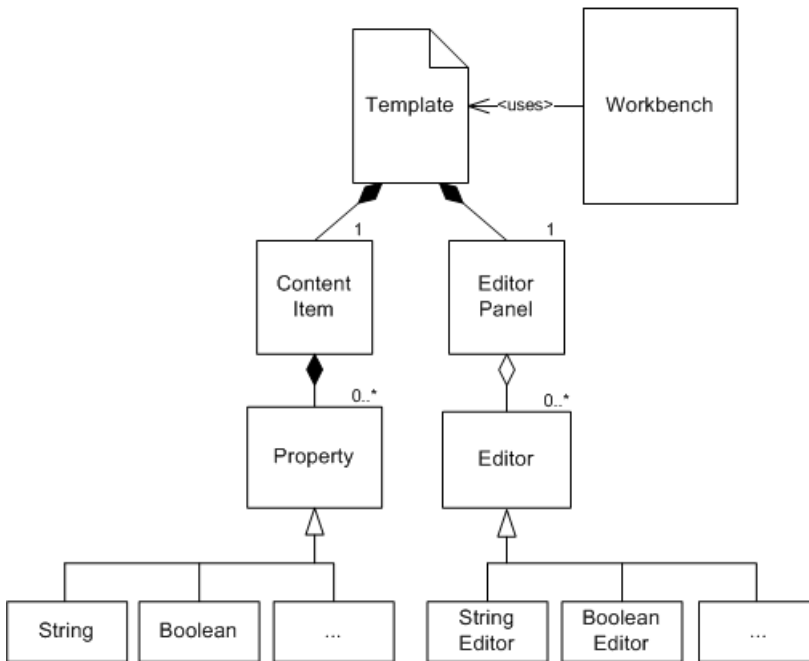 Template
<uses>
Workbench
1
1
Content
Item
Editor
Panel
0..*
0..*
Property
Editor
String
Boolean
...
String
Editor
Boolean
Editor
...